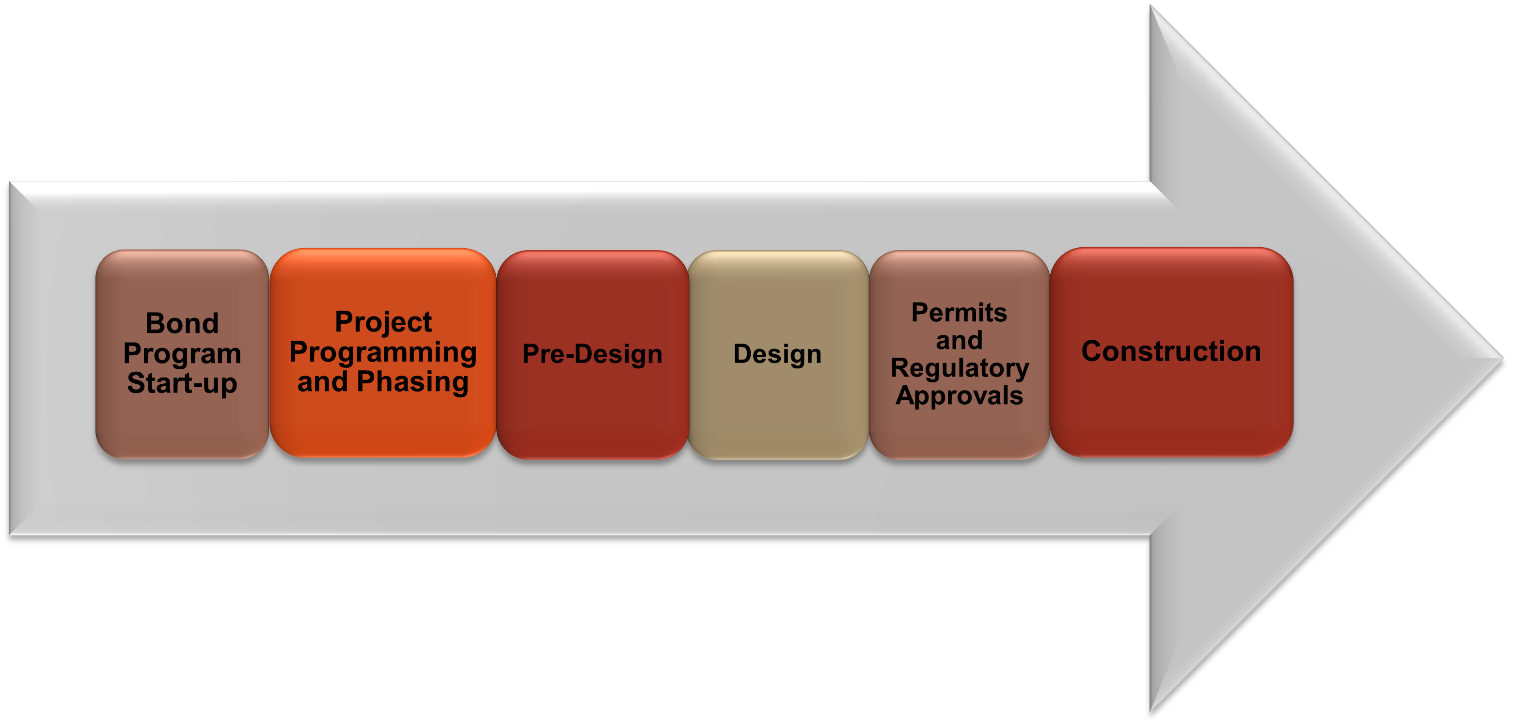 Bond
Program
Start-up
Project
Programming
and Phasing
Pre-Design
Design
Permits
and
Regulatory
Approvals
Construction